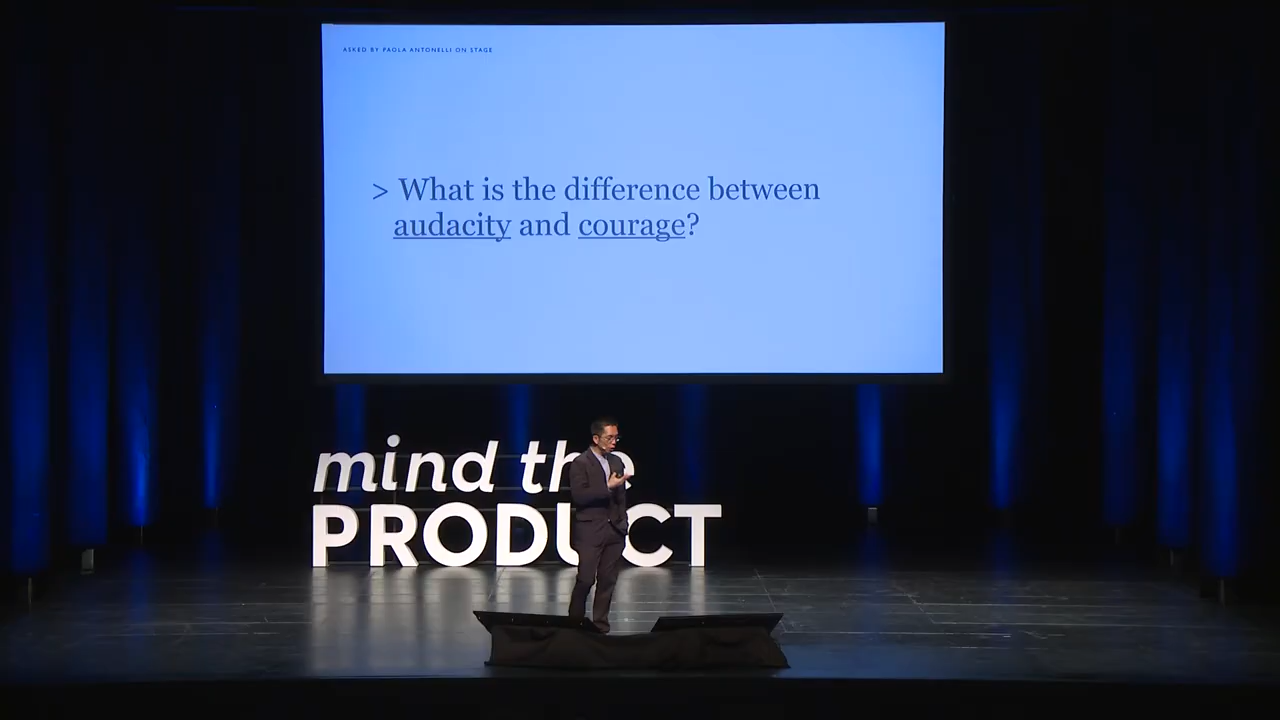 ASKED BY PAOLA ANTONELLI ON STAGE
> What is the difference between
audacity and courage?
mind the
PRODUCT